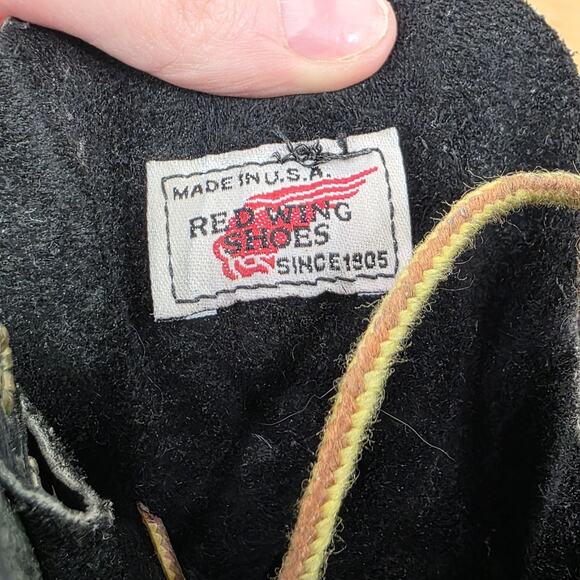 MADE IN U.S.A.
RED WING
SHOES
SINCE 1905